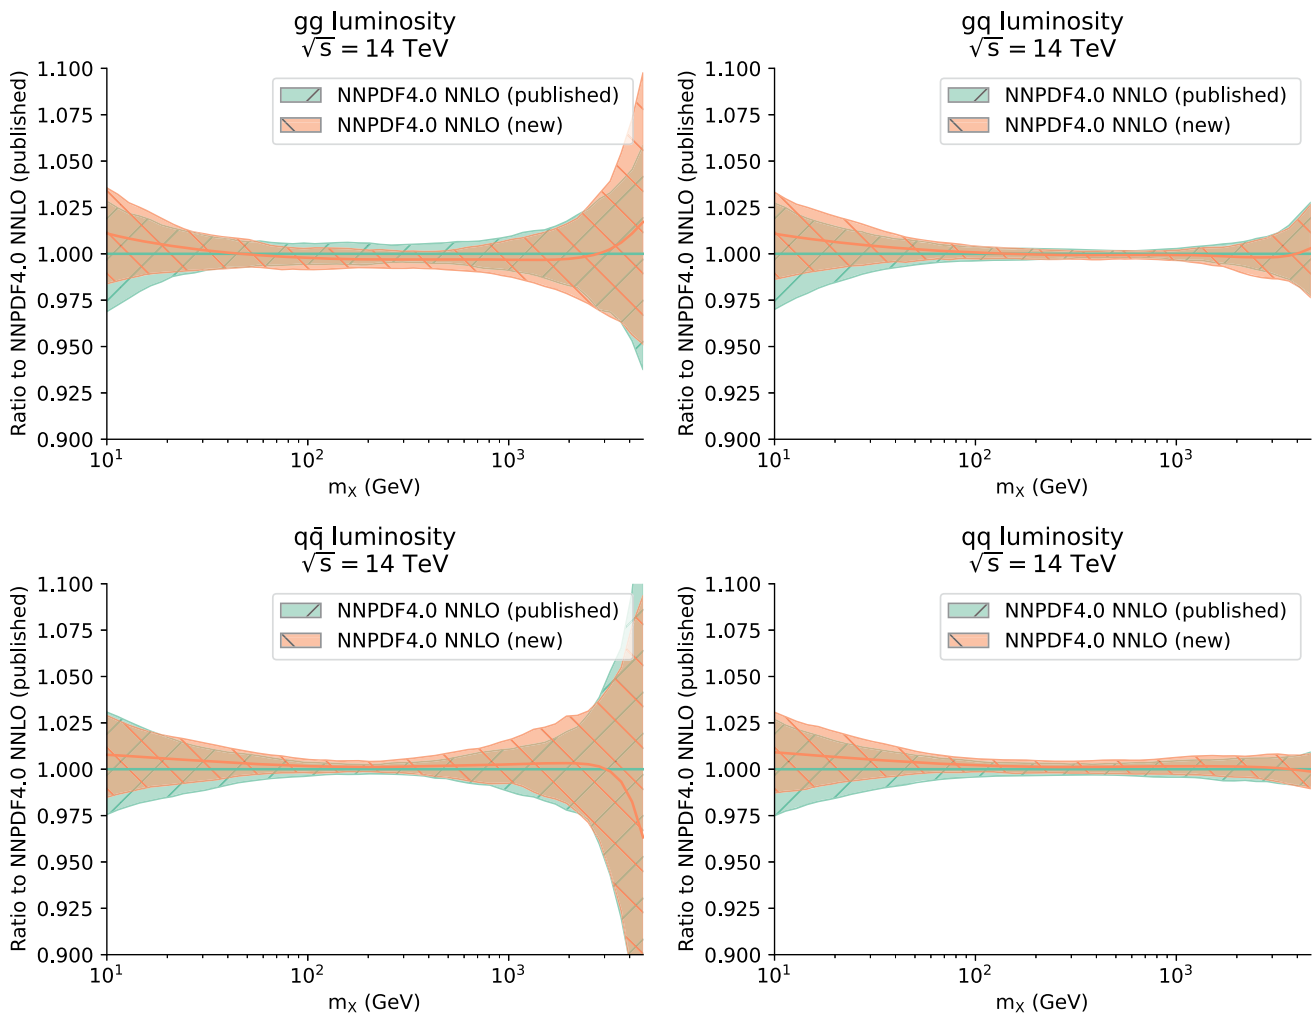 gg luminosity
√s = 14 TeV
Ratio to NNPDF4.0 NNLO (published)
1.100
1.075
1.050
1.025
1.000
0.975
0.950
0.925
0.900
NNPDF4.0 NNLO (published)
NNPDF4.0 NNLO (new)
10¹ 10² 10³
mX (GeV)
gq luminosity
√s = 14 TeV
Ratio to NNPDF4.0 NNLO (published)
1.100
1.075
1.050
1.025
1.000
0.975
0.950
0.925
0.900
NNPDF4.0 NNLO (published)
NNPDF4.0 NNLO (new)
10¹ 10² 10³
mX (GeV)
qq̄ luminosity
√s = 14 TeV
Ratio to NNPDF4.0 NNLO (published)
1.100
1.075
1.050
1.025
1.000
0.975
0.950
0.925
0.900
NNPDF4.0 NNLO (published)
NNPDF4.0 NNLO (new)
10¹ 10² 10³
mX (GeV)
qq luminosity
√s = 14 TeV
Ratio to NNPDF4.0 NNLO (published)
1.100
1.075
1.050
1.025
1.000
0.975
0.950
0.925
0.900
NNPDF4.0 NNLO (published)
NNPDF4.0 NNLO (new)
10¹ 10² 10³
mX (GeV)